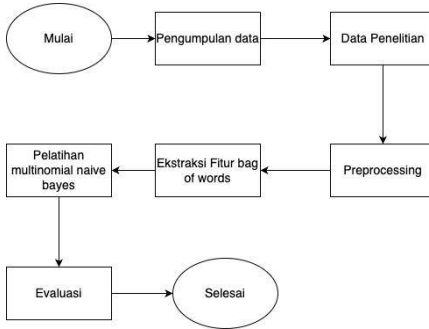 Mulai
Pengumpulan data
Data Penelitian
Preprocessing
Ekstraksi Fitur bag
of words
Pelatihan
multinomial naive
bayes
Evaluasi
Selesai